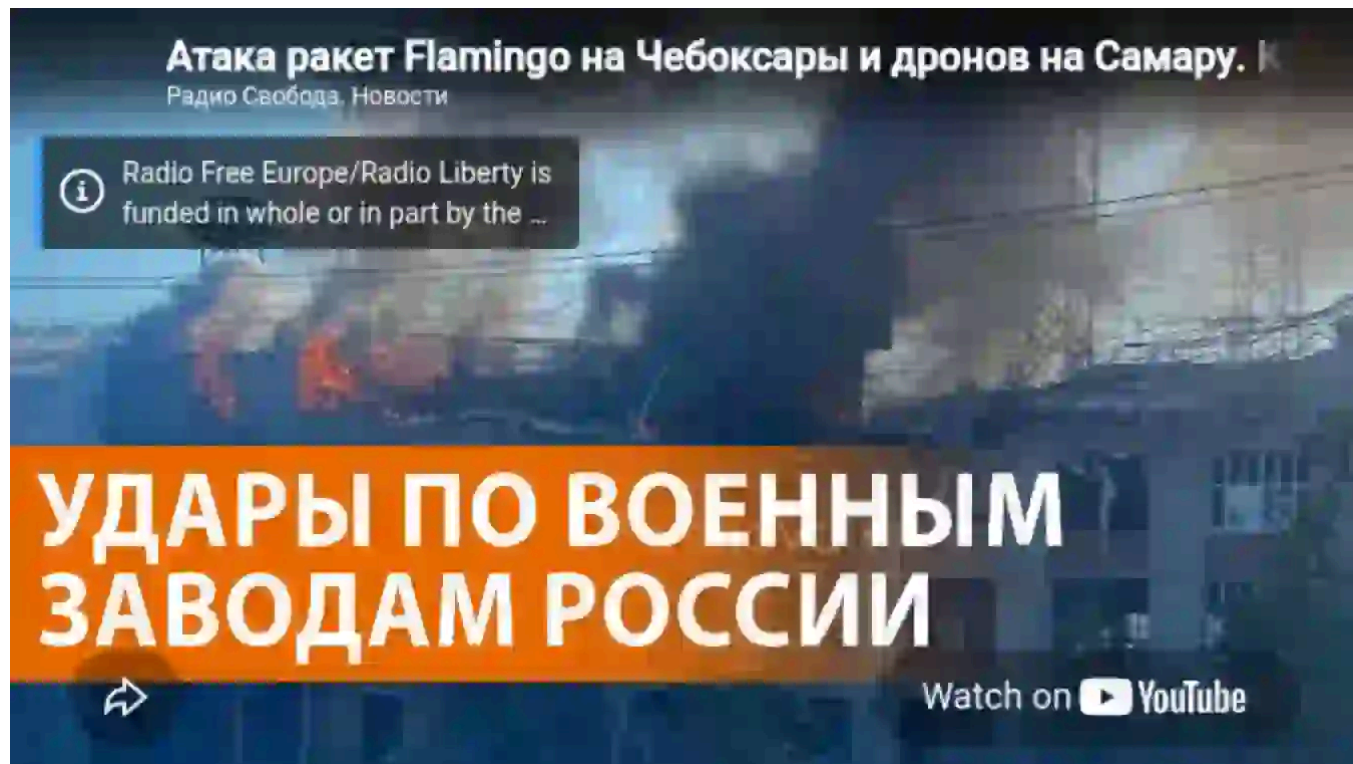 Атака ракет Flamingo на Чебоксары и дронов на Самару. К
Радио Свобода. Новости
Radio Free Europe/Radio Liberty is
funded in whole or in part by the ...
УДАРЫ ПО ВОЕННЫМ
ЗАВОДАМ РОССИИ
Watch on YouTube